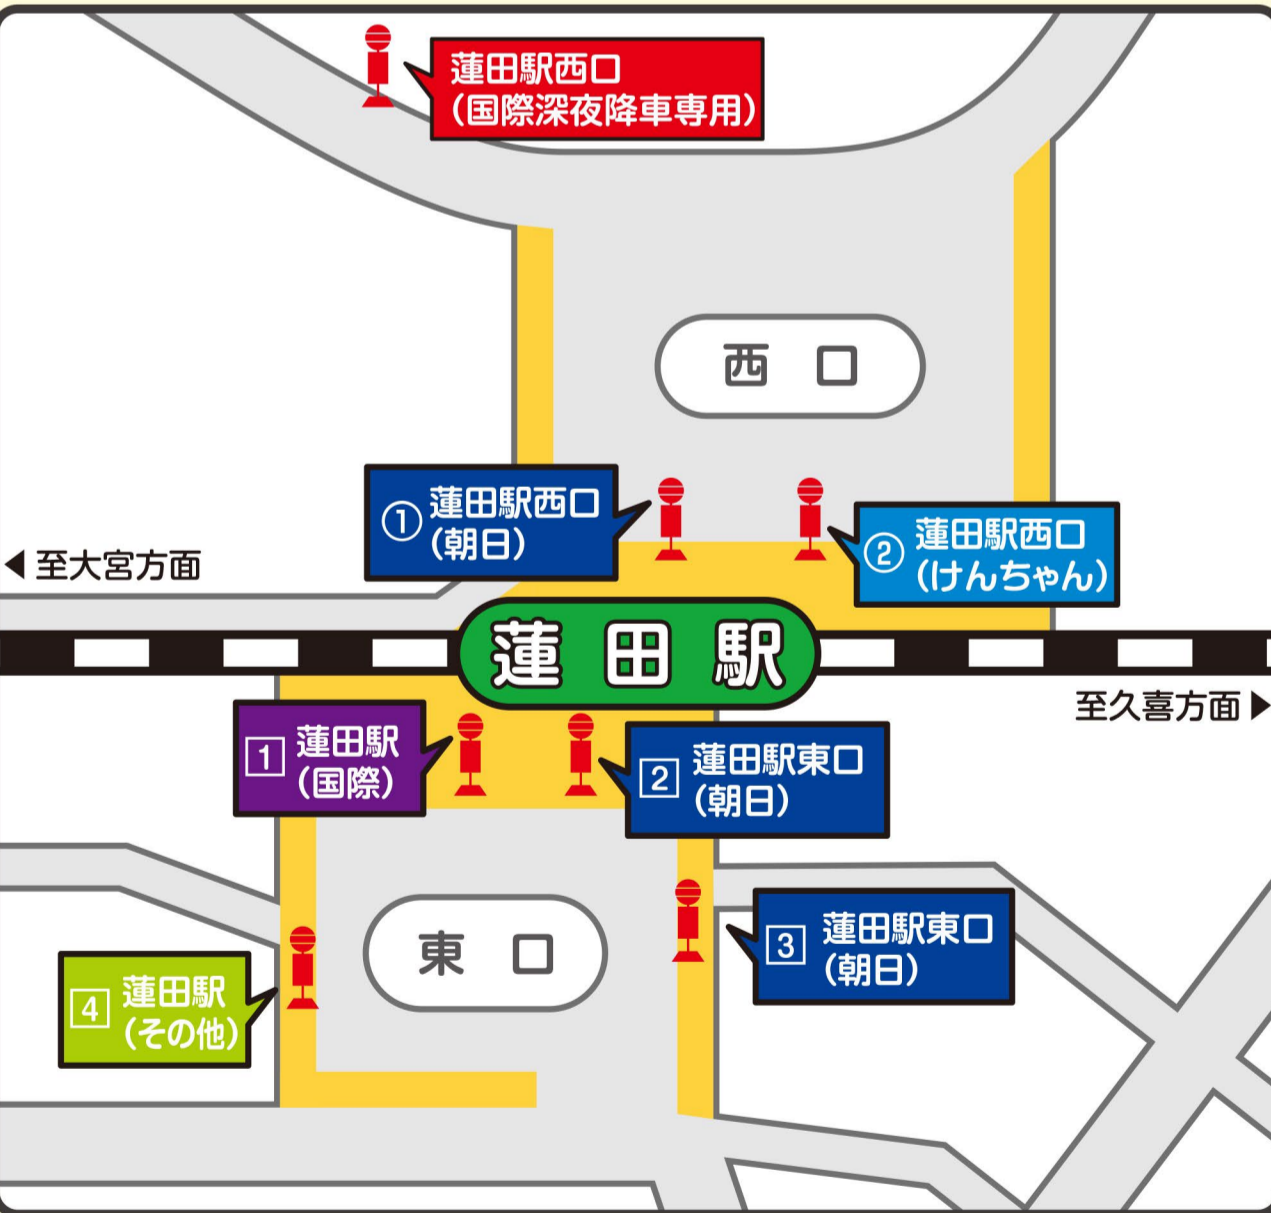 蓮田駅西口
(国際深夜降車専用)
西 口
① 蓮田駅西口
(朝日)
② 蓮田駅西口
(けんちゃん)
◀ 至大宮方面
蓮 田 駅
至久喜方面 ▶
1 蓮田駅
(国際)
2 蓮田駅東口
(朝日)
東 口
3 蓮田駅東口
(朝日)
4 蓮田駅
(その他)